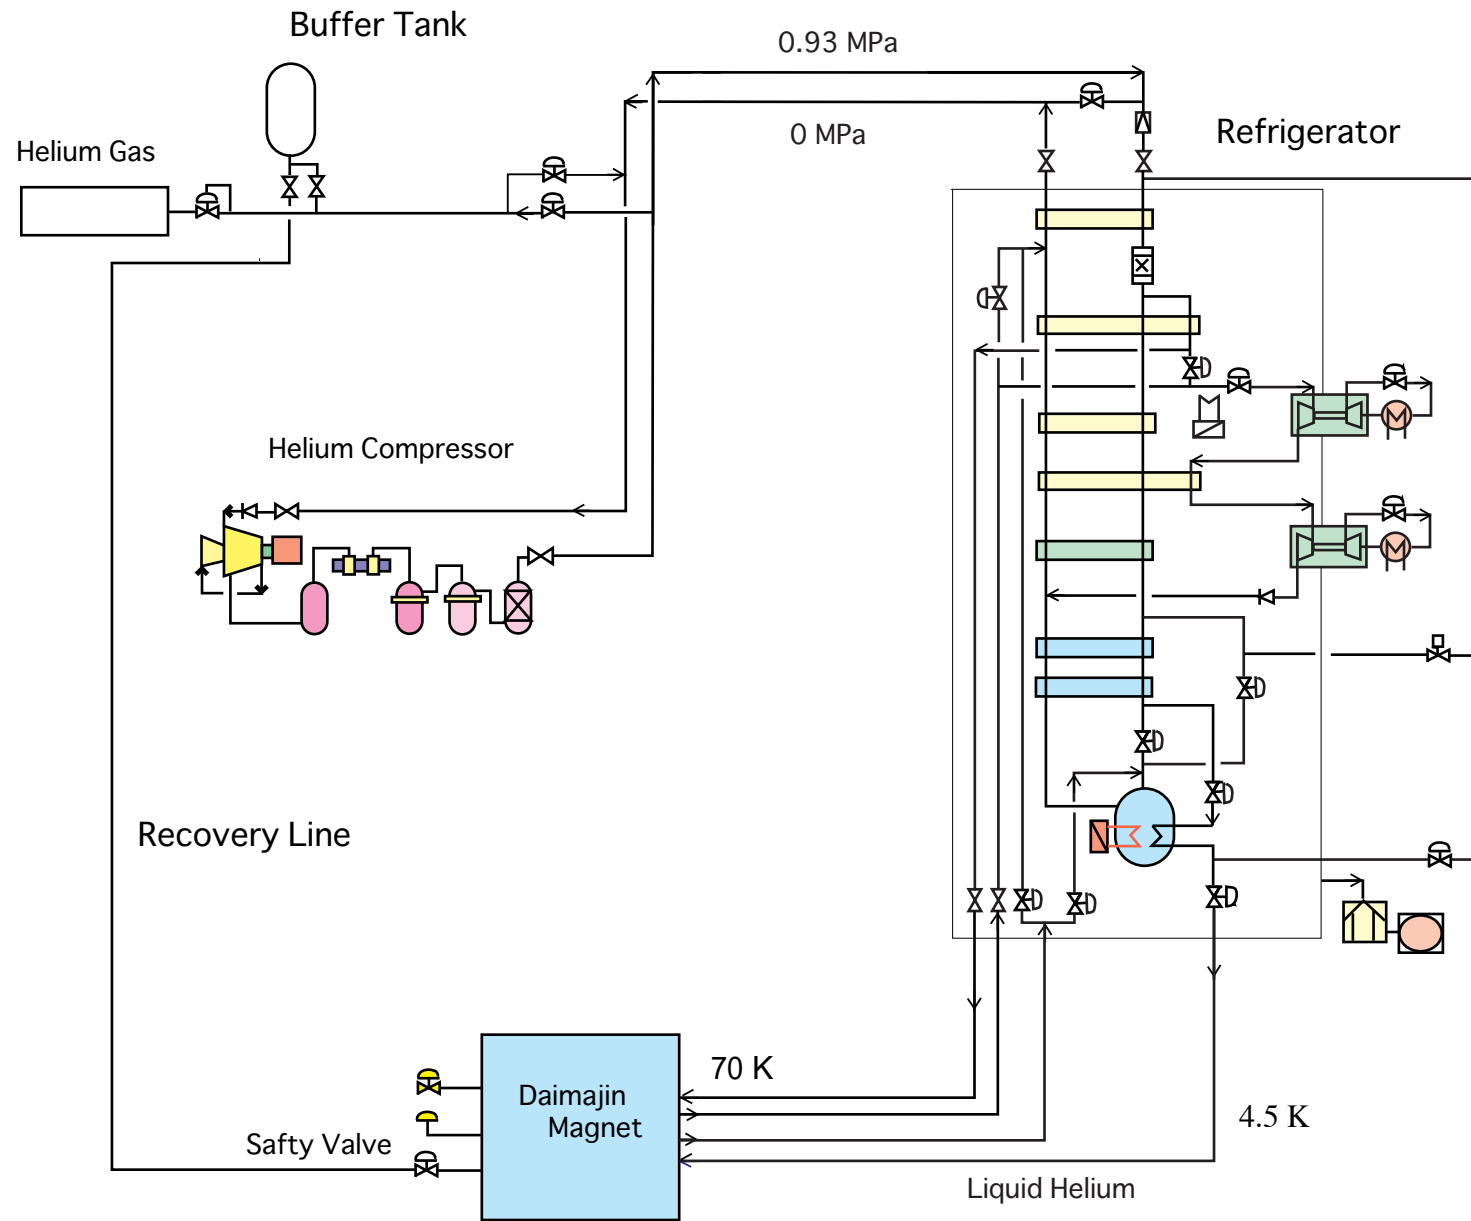 Buffer Tank
0.93 MPa
0 MPa
Refrigerator
Helium Gas
Helium Compressor
Recovery Line
70 K
Daimajin
Magnet
4.5 K
Safty Valve
Liquid Helium